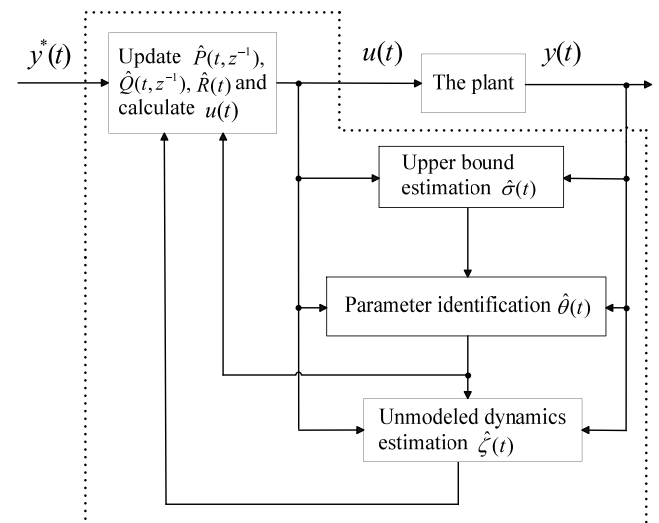 y*(t)
Update P̂(t,z⁻¹),
Q̂(t,z⁻¹), R̂(t) and
calculate u(t)
u(t)
The plant
y(t)
Upper bound
estimation σ̂(t)
Parameter identification θ̂(t)
Unmodeled dynamics
estimation ζ̂(t)